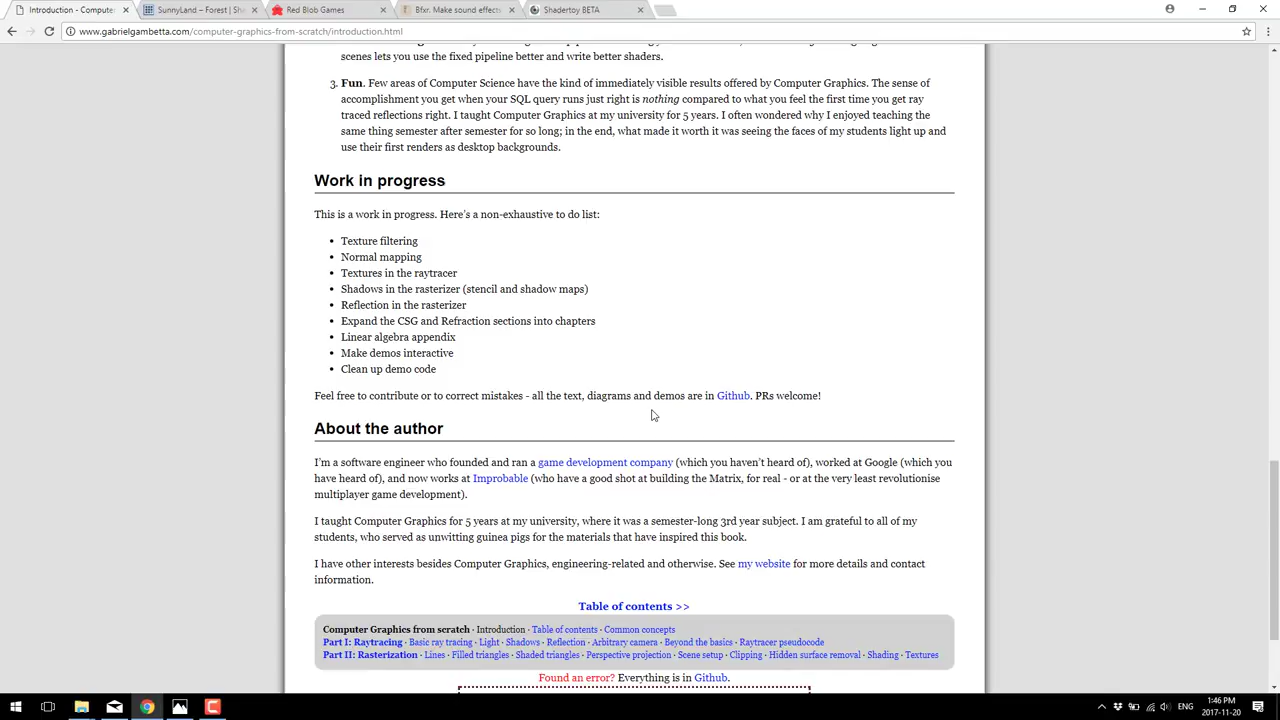 Introduction - Compute
SunnyLand – Forest | Sh
Red Blob Games
Bfxr. Make sound effects
Shadertoy BETA
www.gabrielgambetta.com/computer-graphics-from-scratch/introduction.html
scenes lets you use the fixed pipeline better and write better shaders.
3. Fun. Few areas of Computer Science have the kind of immediately visible results offered by Computer Graphics. The sense of
accomplishment you get when your SQL query runs just right is nothing compared to what you feel the first time you get ray
traced reflections right. I taught Computer Graphics at my university for 5 years. I often wondered why I enjoyed teaching the
same thing semester after semester for so long; in the end, what made it worth it was seeing the faces of my students light up and
use their first renders as desktop backgrounds.
Work in progress
This is a work in progress. Here's a non-exhaustive to do list:
• Texture filtering
• Normal mapping
• Textures in the raytracer
• Shadows in the rasterizer (stencil and shadow maps)
• Reflection in the rasterizer
• Expand the CSG and Refraction sections into chapters
• Linear algebra appendix
• Make demos interactive
• Clean up demo code
Feel free to contribute or to correct mistakes - all the text, diagrams and demos are in Github. PRs welcome!
About the author
I'm a software engineer who founded and ran a game development company (which you haven't heard of), worked at Google (which you
have heard of), and now works at Improbable (who have a good shot at building the Matrix, for real - or at the very least revolutionise
multiplayer game development).
I taught Computer Graphics for 5 years at my university, where it was a semester-long 3rd year subject. I am grateful to all of my
students, who served as unwitting guinea pigs for the materials that have inspired this book.
I have other interests besides Computer Graphics, engineering-related and otherwise. See my website for more details and contact
information.
Table of contents >>
Computer Graphics from scratch · Introduction · Table of contents · Common concepts
Part I: Raytracing · Basic ray tracing · Light · Shadows · Reflection · Arbitrary camera · Beyond the basics · Raytracer pseudocode
Part II: Rasterization · Lines · Filled triangles · Shaded triangles · Perspective projection · Scene setup · Clipping · Hidden surface removal · Shading · Textures
Found an error? Everything is in Github.
ENG
1:46 PM
2017-11-20